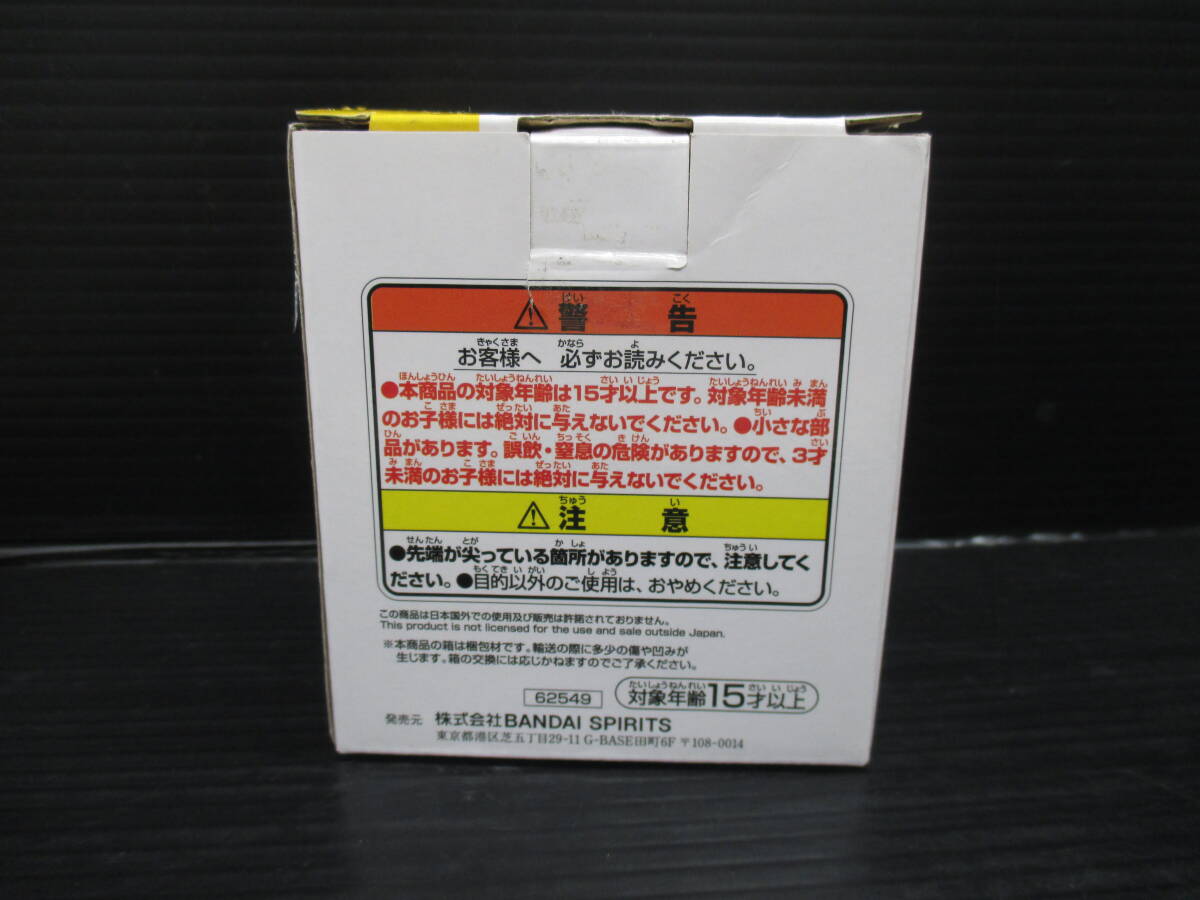 警告
お客様へ 必ずお読みください。
●本商品の対象年齢は15才以上です。対象年齢未満
のお子様には絶対に与えないでください。●小さな部
品があります。誤飲・窒息の危険がありますので、3才
未満のお子様には絶対に与えないでください。
注意
●先端が尖っている箇所がありますので、注意してく
ださい。●目的以外のご使用は、おやめください。
この商品は日本国外での使用及び販売は許諾されておりません。
This product is not licensed for the use and sale outside Japan.
※本商品の箱は梱包材です。輸送の際に多少の傷や凹みが
生じます。箱の交換には応じかねますのでご了承ください。
62549 対象年齢15才以上
発売元 株式会社BANDAI SPIRITS
東京都港区芝五丁目29-11 G-BASE田町6F 〒108-0014